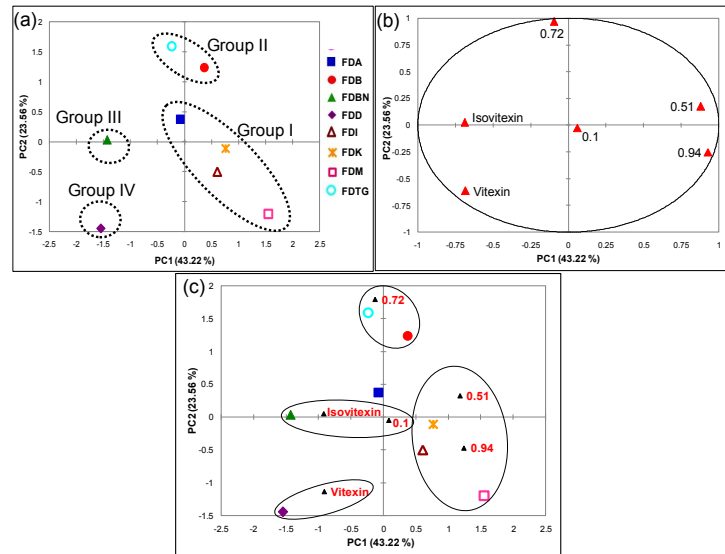 (a)
Group II
Group III
Group I
Group IV
FDA
FDB
FDBN
FDD
FDI
FDK
FDM
FDTG
PC2 (23.56 %)
2
1.5
1
0.5
0
-0.5
-1
-1.5
-2.5 -2 -1.5 -1 -0.5 0 0.5 1 1.5 2 2.5
PC1 (43.22 %)
(b)
0.72
0.51
Isovitexin
0.1
0.94
Vitexin
PC2 (23.56 %)
1
0.75
0.5
0.25
0
-0.25
-0.5
-0.75
-1
-1 -0.75 -0.5 -0.25 0 0.25 0.5 0.75 1
PC1 (43.22 %)
(c)
0.72
0.51
Isovitexin
0.1
0.94
Vitexin
PC2 (23.56 %)
2
1.5
1
0.5
0
-0.5
-1
-1.5
-2.5 -2 -1.5 -1 -0.5 0 0.5 1 1.5 2 2.5
PC1 (43.22 %)